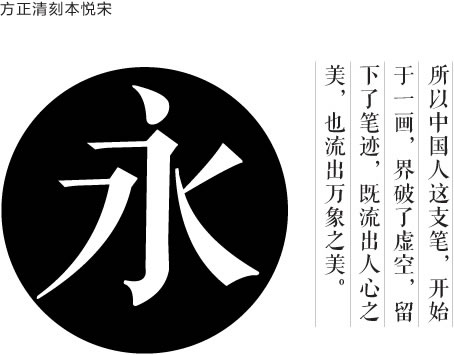 方正清刻本悦宋
永
所以中国人这支笔，开始
于一画，界破了虚空，留
下了笔迹，既流出人心之
美，也流出万象之美。